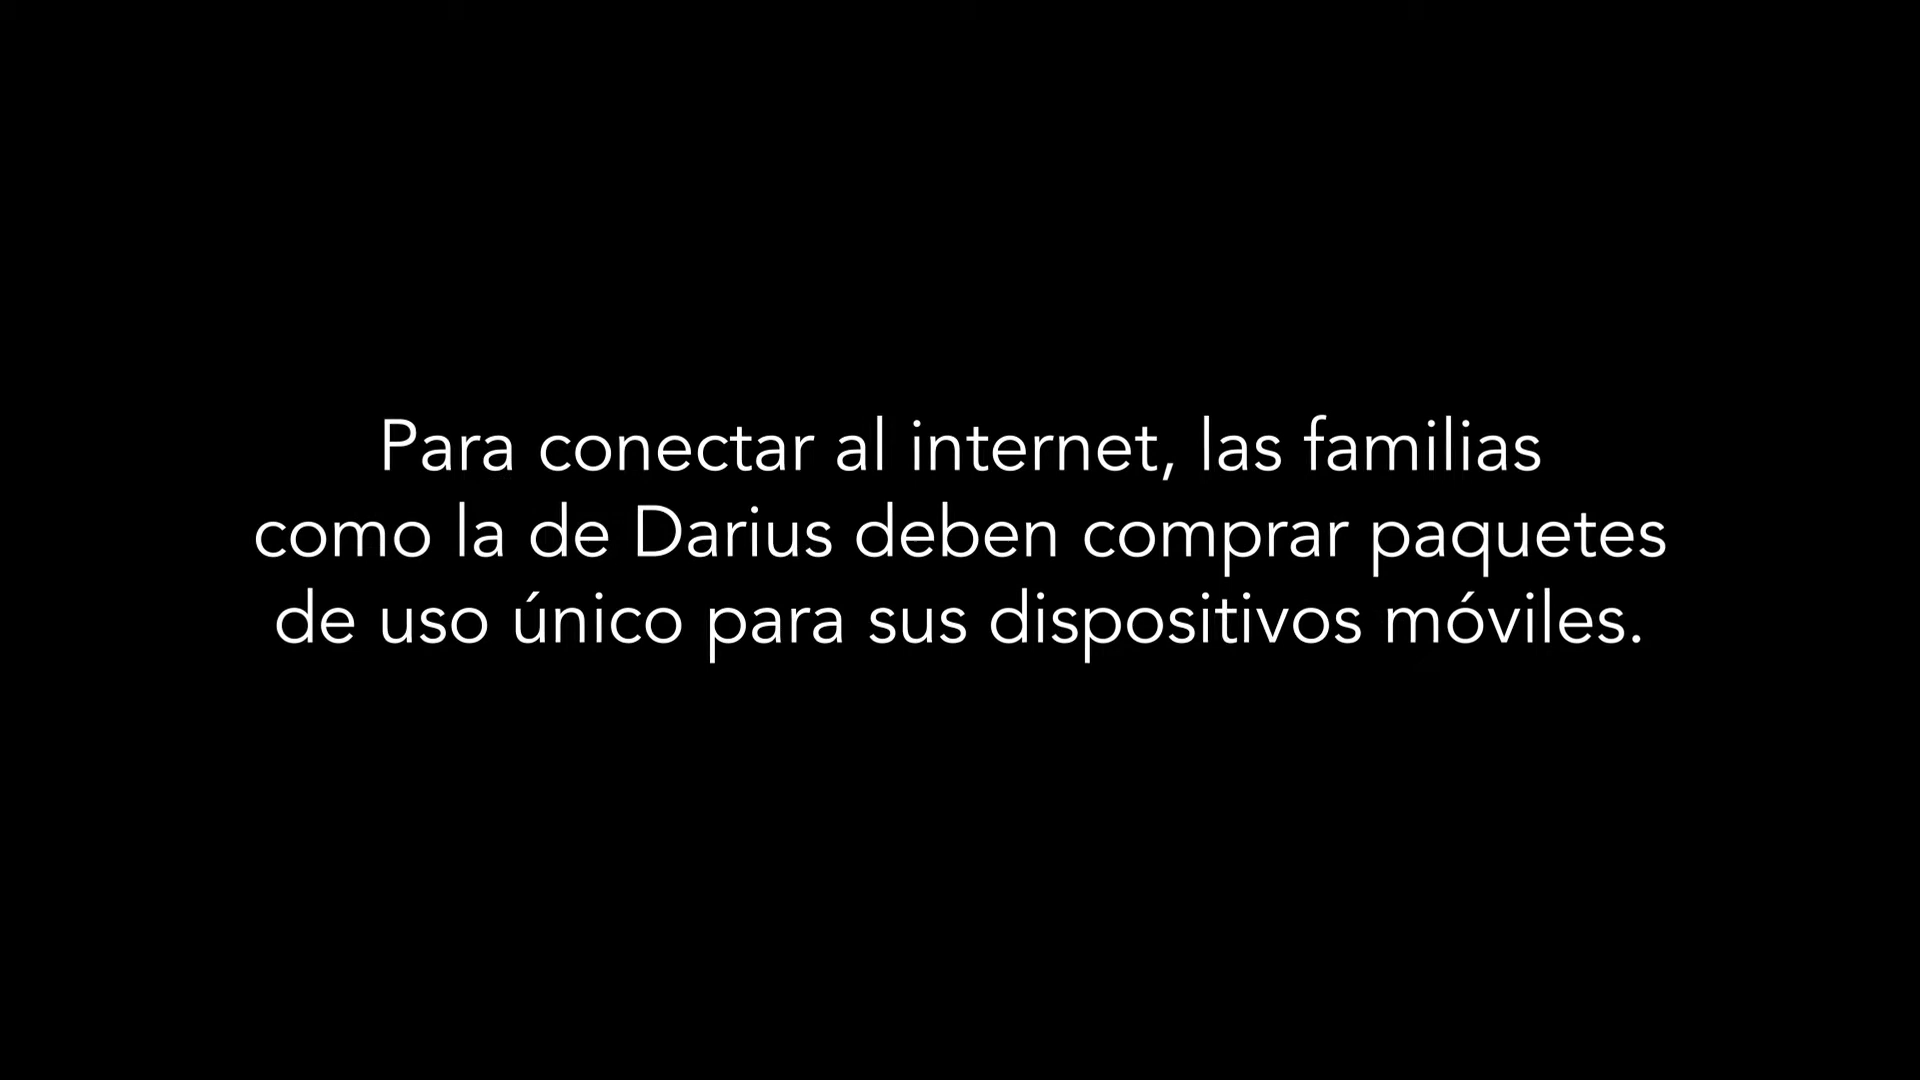 Para conectar al internet, las familias
como la de Darius deben comprar paquetes
de uso único para sus dispositivos móviles.